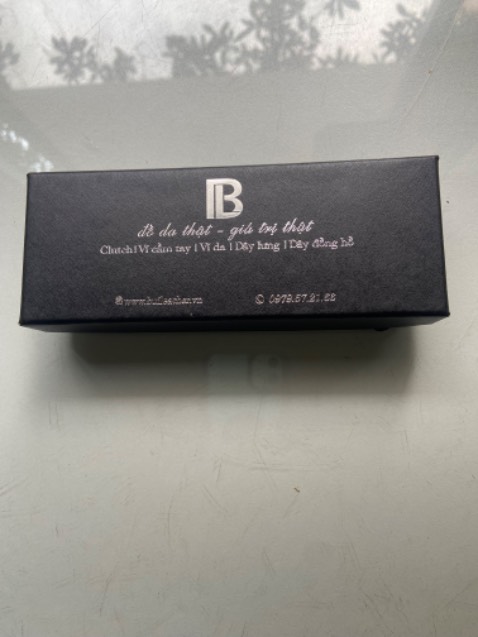 B
đồ da thật - giá trị thật
Clutch | Ví cầm tay | Ví da | Dây lưng | Dây đồng hồ
0979.57.21.68